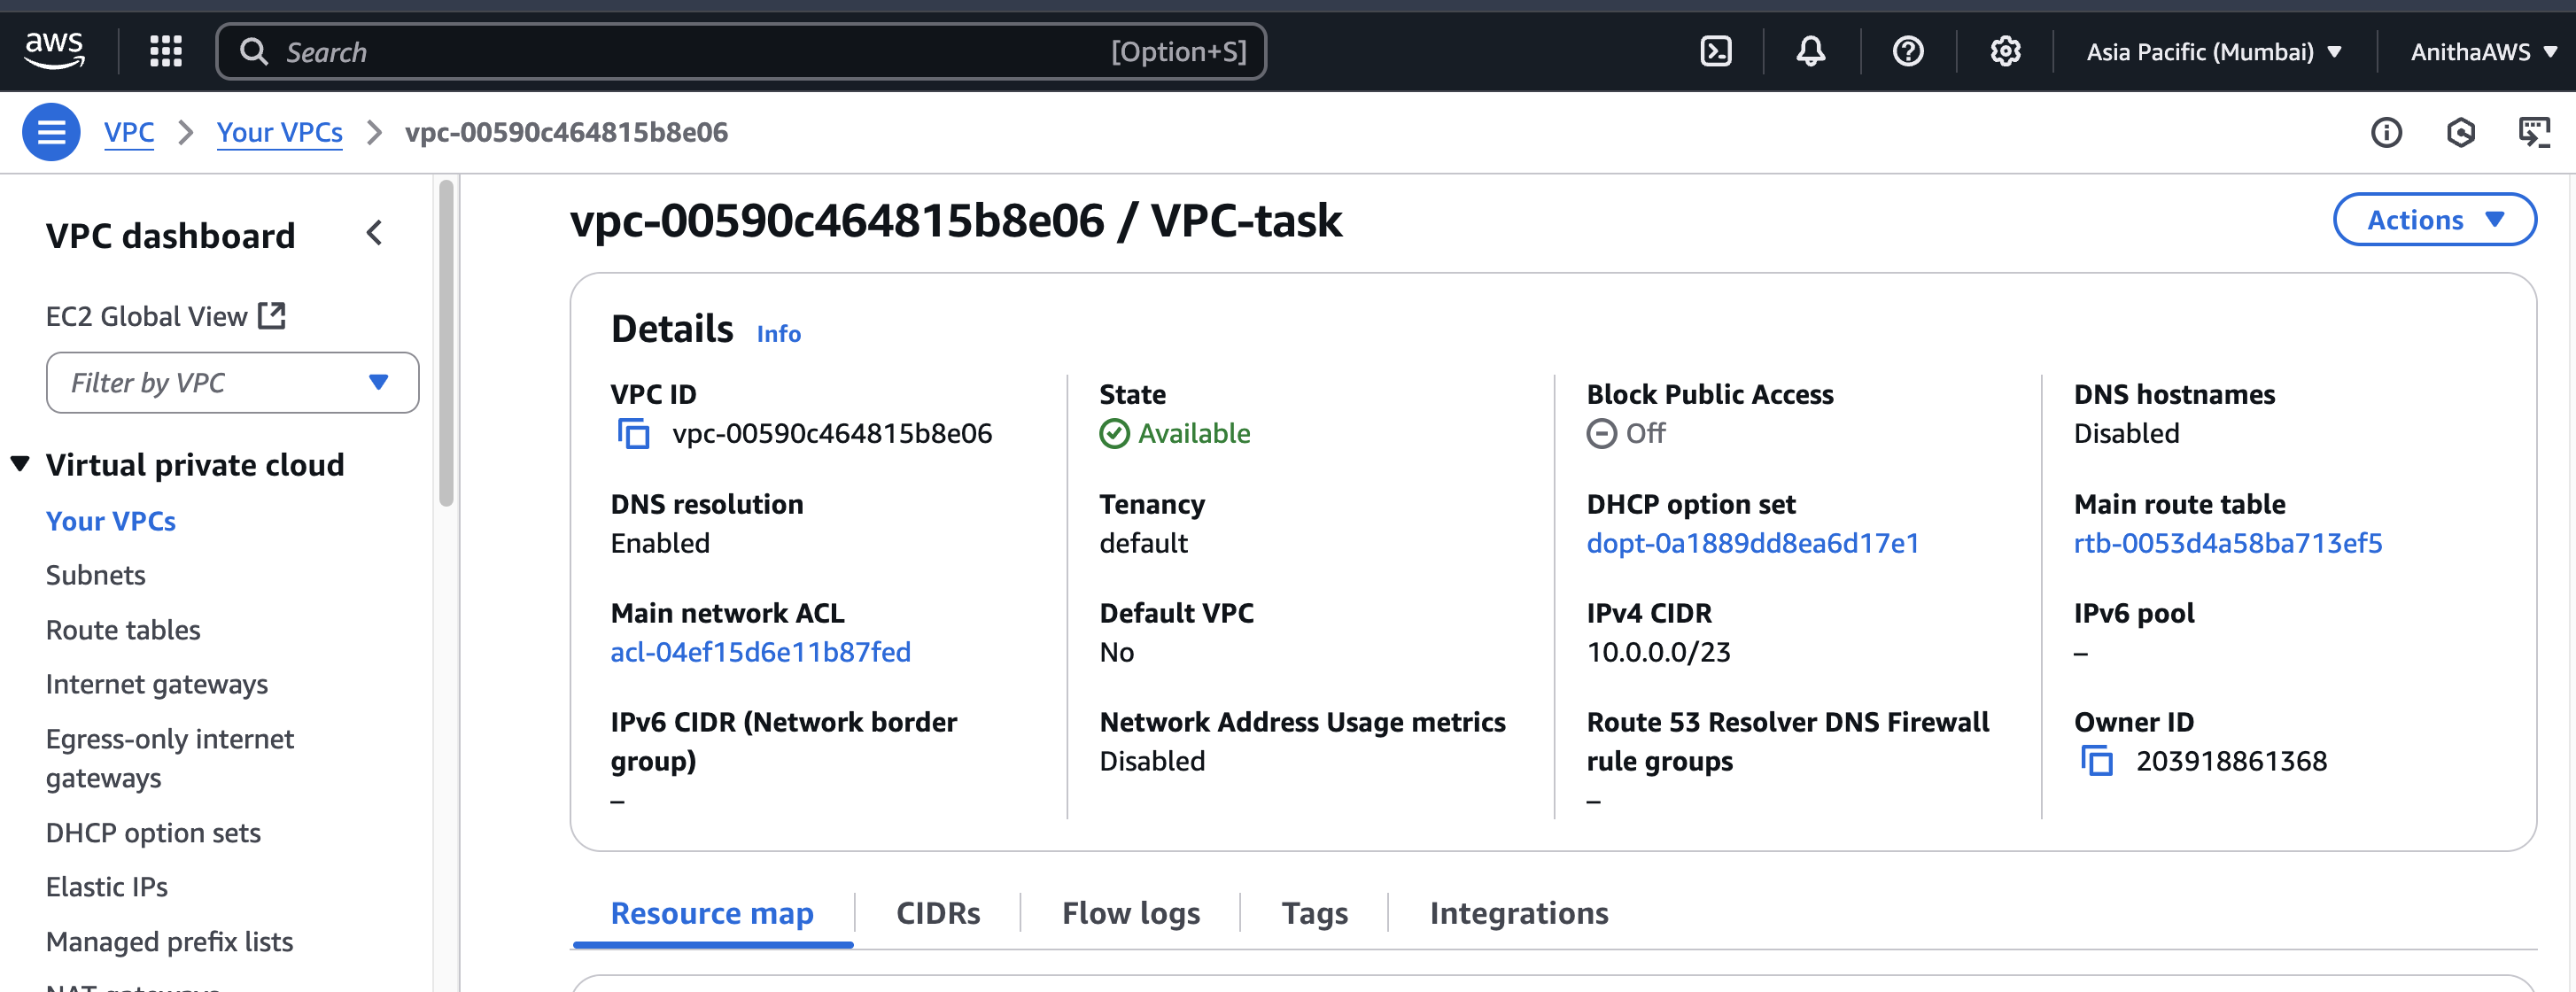 aws
Search [Option+S] Asia Pacific (Mumbai) AnithaAWS
VPC Your VPCs vpc-00590c464815b8e06
VPC dashboard
EC2 Global View
Filter by VPC
Virtual private cloud
Your VPCs
Subnets
Route tables
Internet gateways
Egress-only internet
gateways
DHCP option sets
Elastic IPs
Managed prefix lists
NAT gateways
vpc-00590c464815b8e06 / VPC-task
Actions
Details Info
VPC ID
vpc-00590c464815b8e06
State
Available
Block Public Access
Off
DNS hostnames
Disabled
DNS resolution
Enabled
Tenancy
default
DHCP option set
dopt-0a1889dd8ea6d17e1
Main route table
rtb-0053d4a58ba713ef5
Main network ACL
acl-04ef15d6e11b87fed
Default VPC
No
IPv4 CIDR
10.0.0.0/23
IPv6 pool
–
IPv6 CIDR (Network border
group)
–
Network Address Usage metrics
Disabled
Route 53 Resolver DNS Firewall
rule groups
–
Owner ID
203918861368
Resource map CIDRs Flow logs Tags Integrations